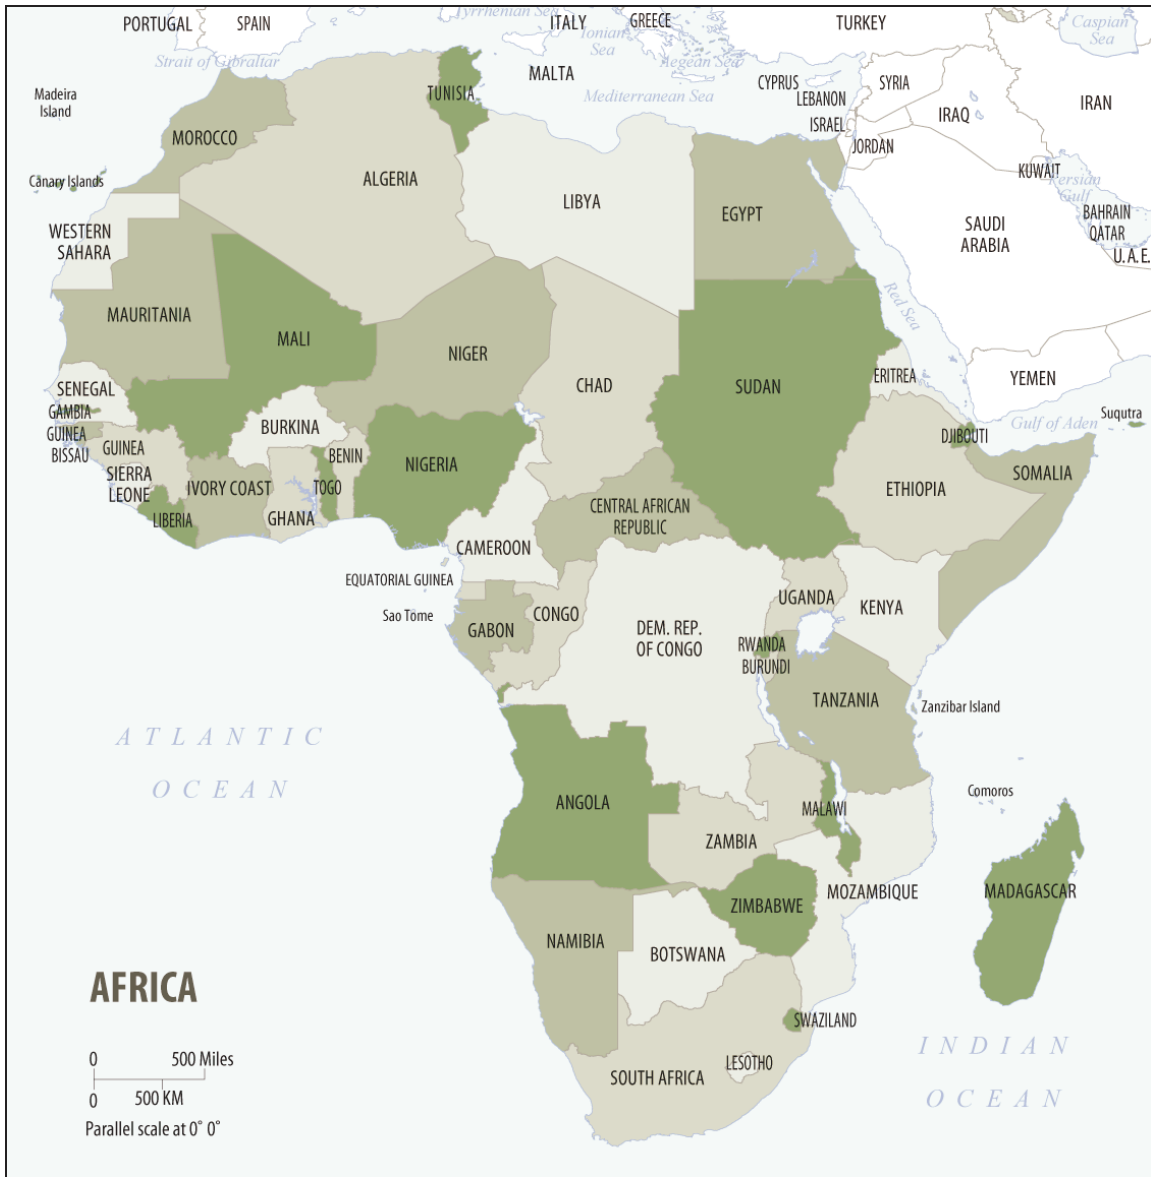 PORTUGAL
SPAIN
Tyrrhenian Sea
ITALY
GREECE
TURKEY
Caspian
Sea
Ionian
Sea
Aegean Sea
Strait of Gibraltar
MALTA
Mediterranean Sea
CYPRUS
SYRIA
LEBANON
IRAN
Madeira
Island
TUNISIA
IRAQ
ISRAEL
MOROCCO
JORDAN
ALGERIA
KUWAIT
Persian
Gulf
Canary Islands
LIBYA
EGYPT
BAHRAIN
QATAR
SAUDI
ARABIA
WESTERN
SAHARA
U. A. E.
MAURITANIA
Red Sea
MALI
NIGER
CHAD
SUDAN
ERITREA
YEMEN
SENEGAL
GAMBIA
Suqutra
Gulf of Aden
BURKINA
GUINEA
BISSAU
GUINEA
DJIBOUTI
BENIN
NIGERIA
SOMALIA
SIERRA
LEONE
IVORY COAST
TOGO
ETHIOPIA
CENTRAL AFRICAN
REPUBLIC
LIBERIA
GHANA
CAMEROON
EQUATORIAL GUINEA
UGANDA
KENYA
Sao Tome
CONGO
GABON
DEM. REP.
OF CONGO
RWANDA
BURUNDI
TANZANIA
Zanzibar Island
ATLANTIC
OCEAN
Comoros
ANGOLA
MALAWI
ZAMBIA
MOZAMBIQUE
MADAGASCAR
ZIMBABWE
NAMIBIA
BOTSWANA
AFRICA
SWAZILAND
INDIAN
OCEAN
LESOTHO
SOUTH AFRICA
0 500 Miles
0 500 KM
Parallel scale at 0° 0°